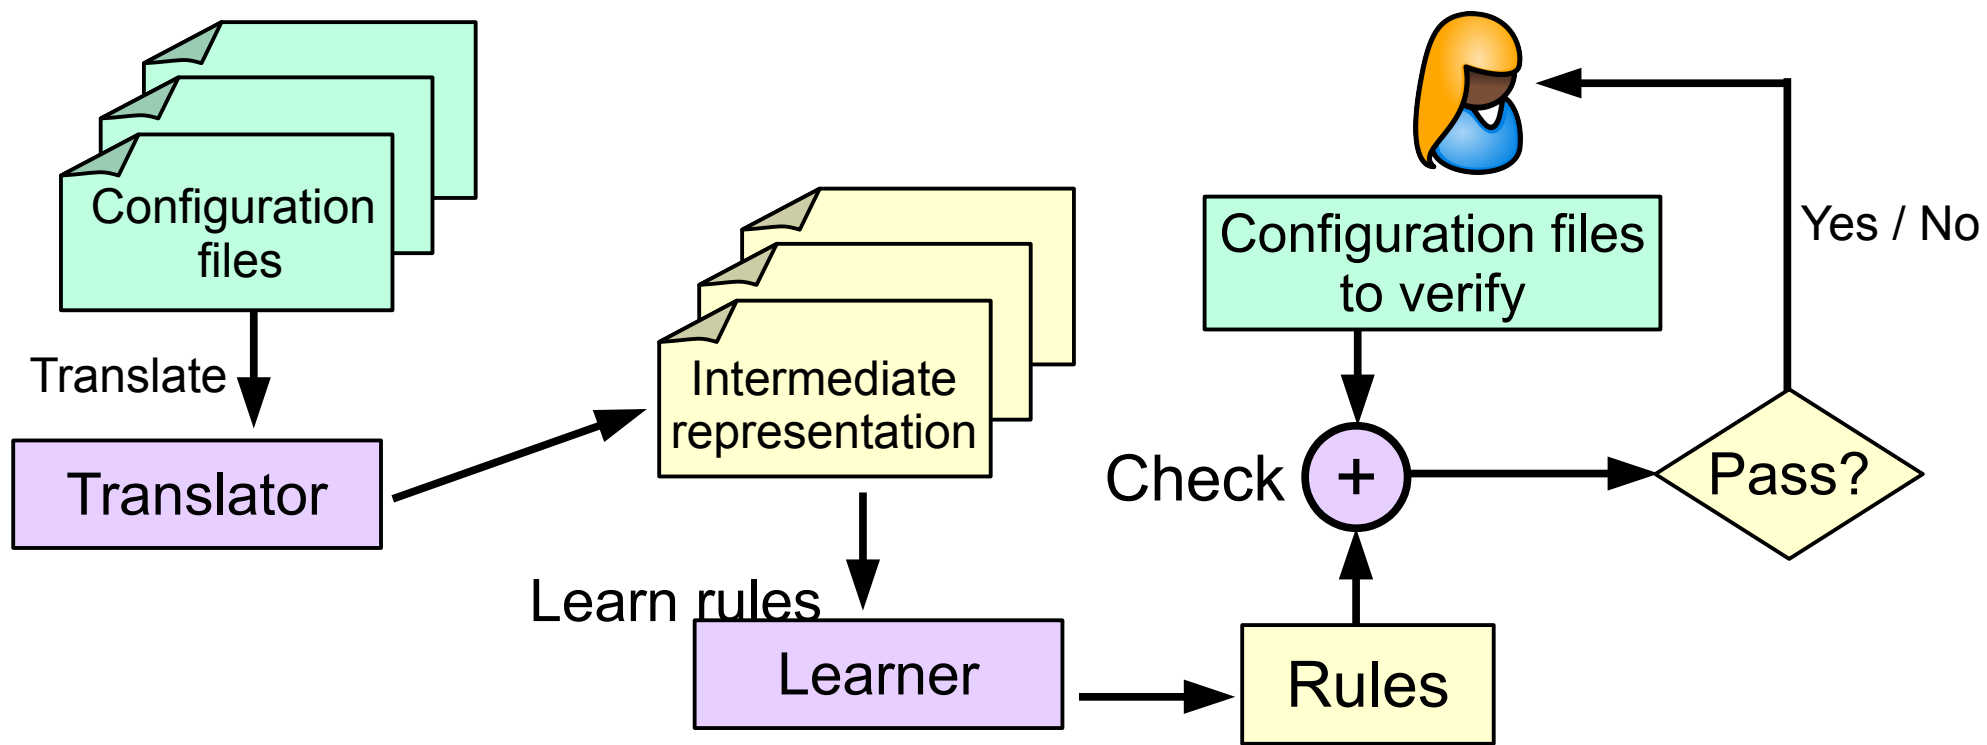 Configuration
files
Translate
Translator
Intermediate
representation
Learn rules
Learner
Configuration files
to verify
Check
+
Rules
Pass?
Yes / No